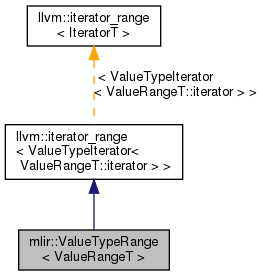 llvm::iterator_range
< IteratorT >
< ValueTypeIterator
< ValueRangeT::iterator > >
llvm::iterator_range
< ValueTypeIterator<
ValueRangeT::iterator > >
mlir::ValueTypeRange
< ValueRangeT >